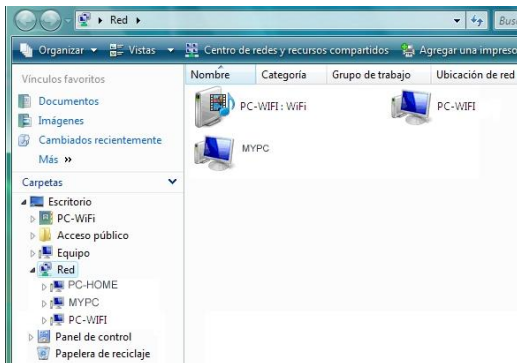 Red
Organizar Vistas Centro de redes y recursos compartidos Agregar una
Vínculos favoritos
Documentos
Imágenes
Cambiados recientemente
Más »
Carpetas
Escritorio
PC-WiFi
Acceso público
Equipo
Red
PC-HOME
MYPC
PC-WIFI
Panel de control
Papelera de reciclaje
Nombre Categoría Grupo de trabajo Ubicación de red
PC-WIFI : WiFi PC-WIFI
MYPC